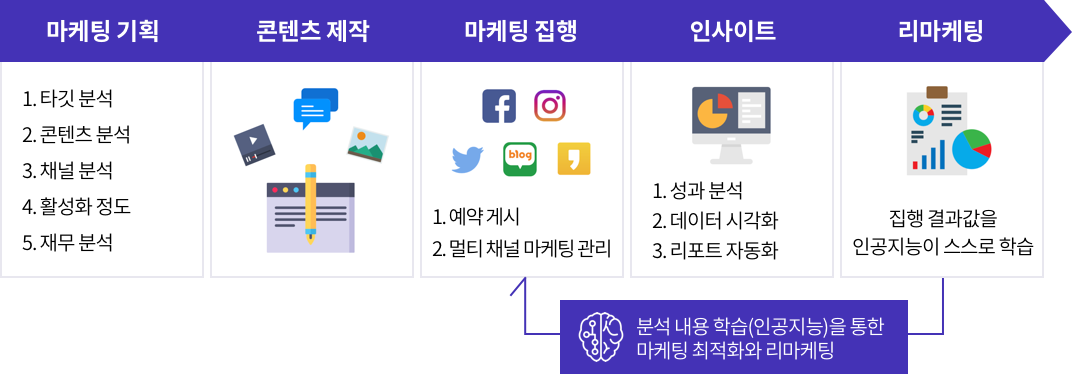 마케팅 기획
콘텐츠 제작
마케팅 집행
인사이트
리마케팅
1. 타깃 분석
2. 콘텐츠 분석
3. 채널 분석
4. 활성화 정도
5. 재무 분석
blog
1. 예약 게시
2. 멀티 채널 마케팅 관리
1. 성과 분석
2. 데이터 시각화
3. 리포트 자동화
집행 결과값을
인공지능이 스스로 학습
분석 내용 학습(인공지능)을 통한
마케팅 최적화와 리마케팅